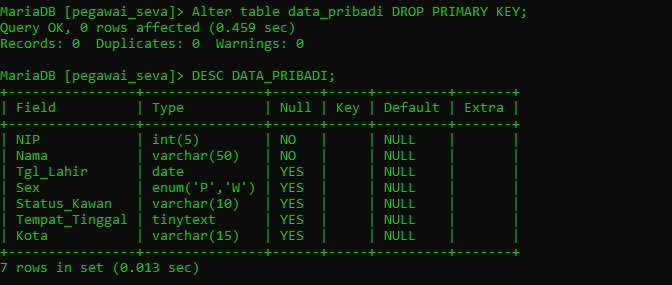 MariaDB [pegawai_seva]> Alter table data_pribadi DROP PRIMARY KEY;
Query OK, 0 rows affected (0.459 sec)
Records: 0  Duplicates: 0  Warnings: 0
MariaDB [pegawai_seva]> DESC DATA_PRIBADI;
+----------------+---------------+------+-----+---------+-------+
| Field          | Type          | Null | Key | Default | Extra |
+----------------+---------------+------+-----+---------+-------+
| NIP            | int(5)        | NO   |     | NULL    |       |
| Nama           | varchar(50)   | NO   |     | NULL    |       |
| Tgl_Lahir      | date          | YES  |     | NULL    |       |
| Sex            | enum('P','W') | YES  |     | NULL    |       |
| Status_Kawan   | varchar(10)   | YES  |     | NULL    |       |
| Tempat_Tinggal | tinytext      | YES  |     | NULL    |       |
| Kota           | varchar(15)   | YES  |     | NULL    |       |
+----------------+---------------+------+-----+---------+-------+
7 rows in set (0.013 sec)